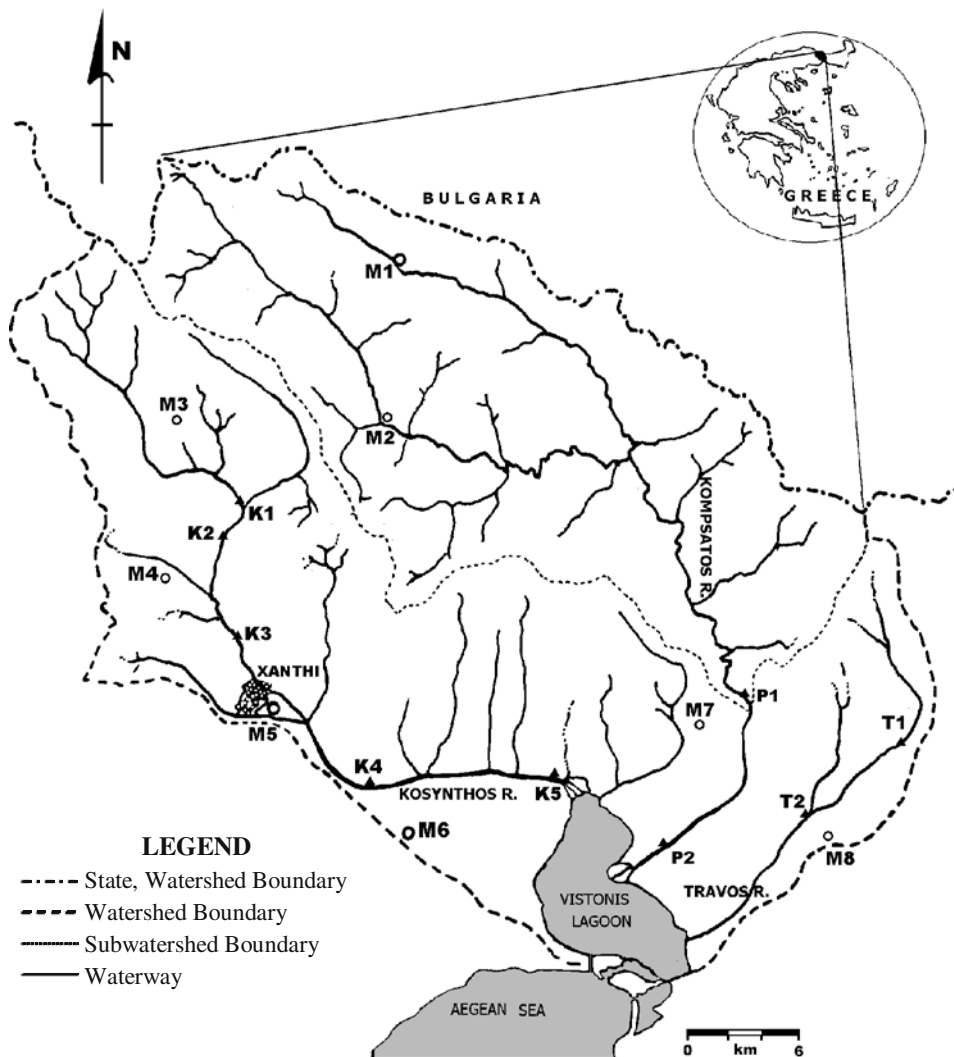 N
BULGARIA
GREECE
M1
M3
M2
K1
K2
M4
KOMPSATOS R.
K3
XANTHI
P1
M5
M7
T1
K4
K5
KOSYNTHOS R.
T2
M6
P2
M8
TRAVOS R.
VISTONIS
LAGOON
AEGEAN SEA
LEGEND
State, Watershed Boundary
Watershed Boundary
Subwatershed Boundary
Waterway
0 km 6